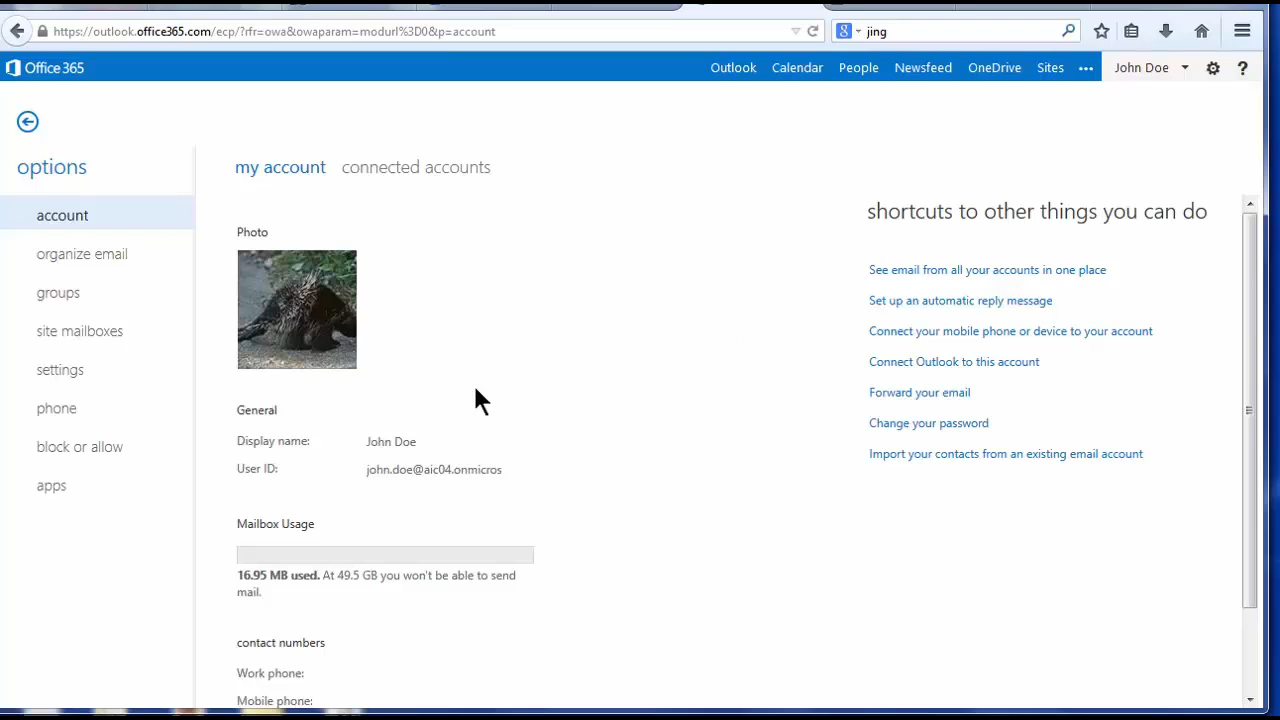 https://outlook.office365.com/ecp/?rfr=owa&owaparam=modurl%3D0&p=account
jing
Office 365
Outlook
Calendar
People
Newsfeed
OneDrive
Sites
John Doe
?
options
account
organize email
groups
site mailboxes
settings
phone
block or allow
apps
my account
connected accounts
Photo
General
Display name: John Doe
User ID: john.doe@aic04.onmicros
Mailbox Usage
16.95 MB used. At 49.5 GB you won't be able to send
mail.
contact numbers
Work phone:
Mobile phone:
shortcuts to other things you can do
See email from all your accounts in one place
Set up an automatic reply message
Connect your mobile phone or device to your account
Connect Outlook to this account
Forward your email
Change your password
Import your contacts from an existing email account